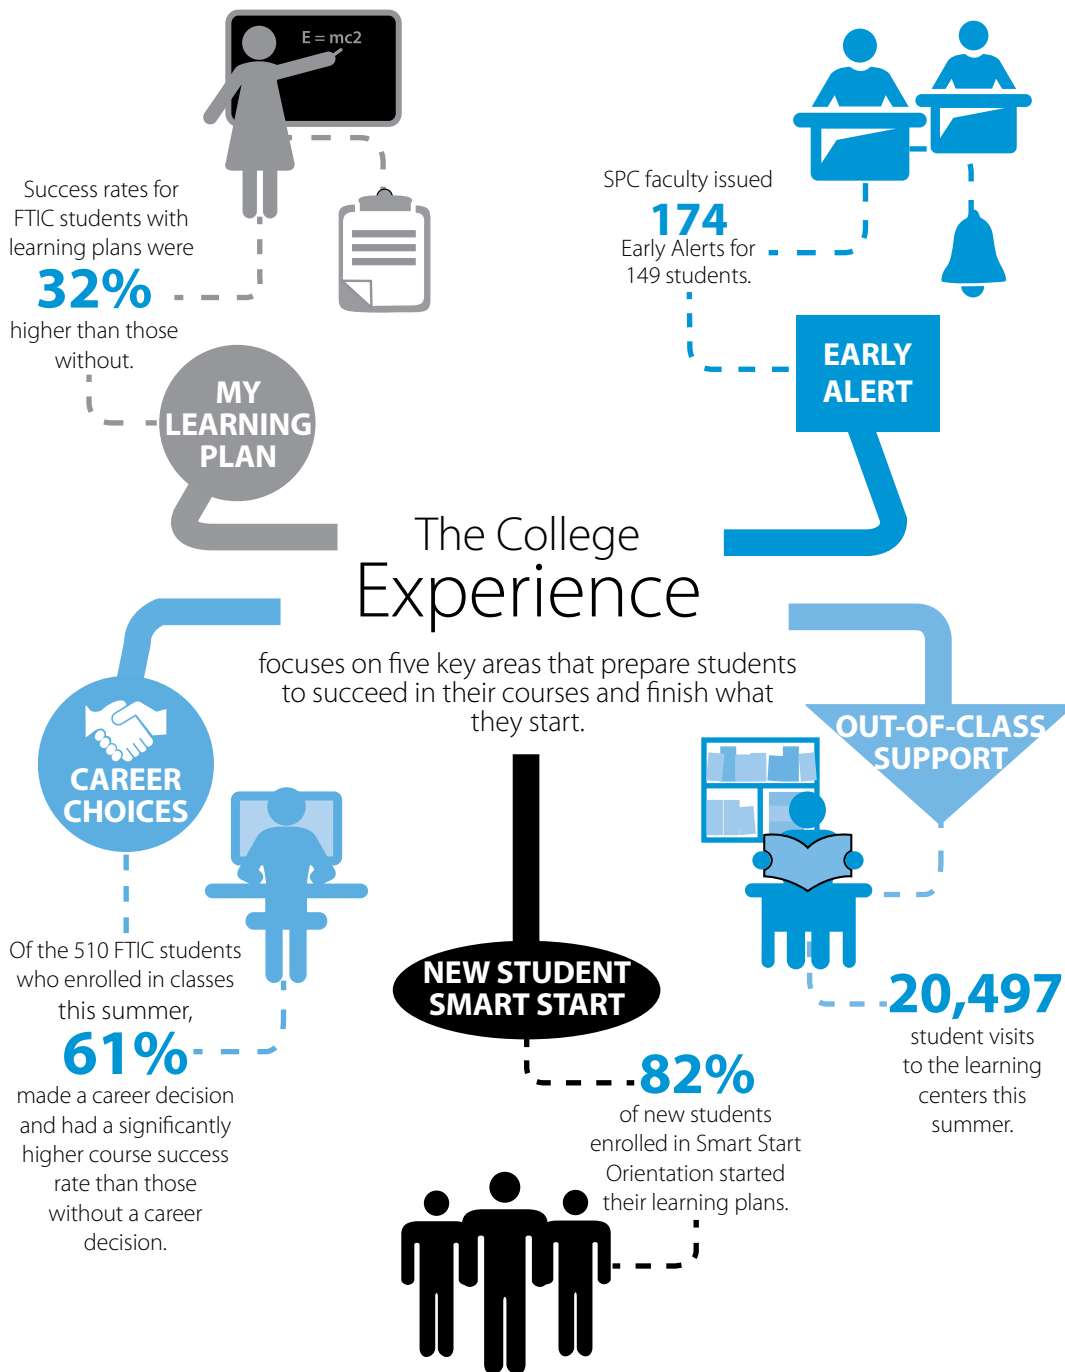 E = mc2
Success rates for
FTIC students with
learning plans were
32%
higher than those
without.
MY
LEARNING
PLAN
SPC faculty issued
174
Early Alerts for
149 students.
EARLY
ALERT
The College
Experience
focuses on five key areas that prepare students
to succeed in their courses and finish what
they start.
CAREER
CHOICES
Of the 510 FTIC students
who enrolled in classes
this summer,
61%
made a career decision
and had a significantly
higher course success
rate than those
without a career
decision.
NEW STUDENT
SMART START
82%
of new students
enrolled in Smart Start
Orientation started
their learning plans.
OUT-OF-CLASS
SUPPORT
20,497
student visits
to the learning
centers this
summer.